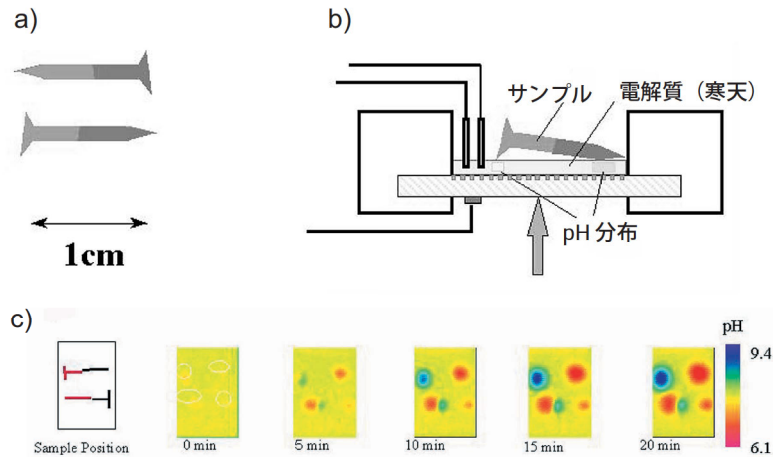 a)
1cm
b)
サンプル
電解質（寒天）
pH 分布
c)
Sample Position
0 min
5 min
10 min
15 min
20 min
pH
9.4
6.1